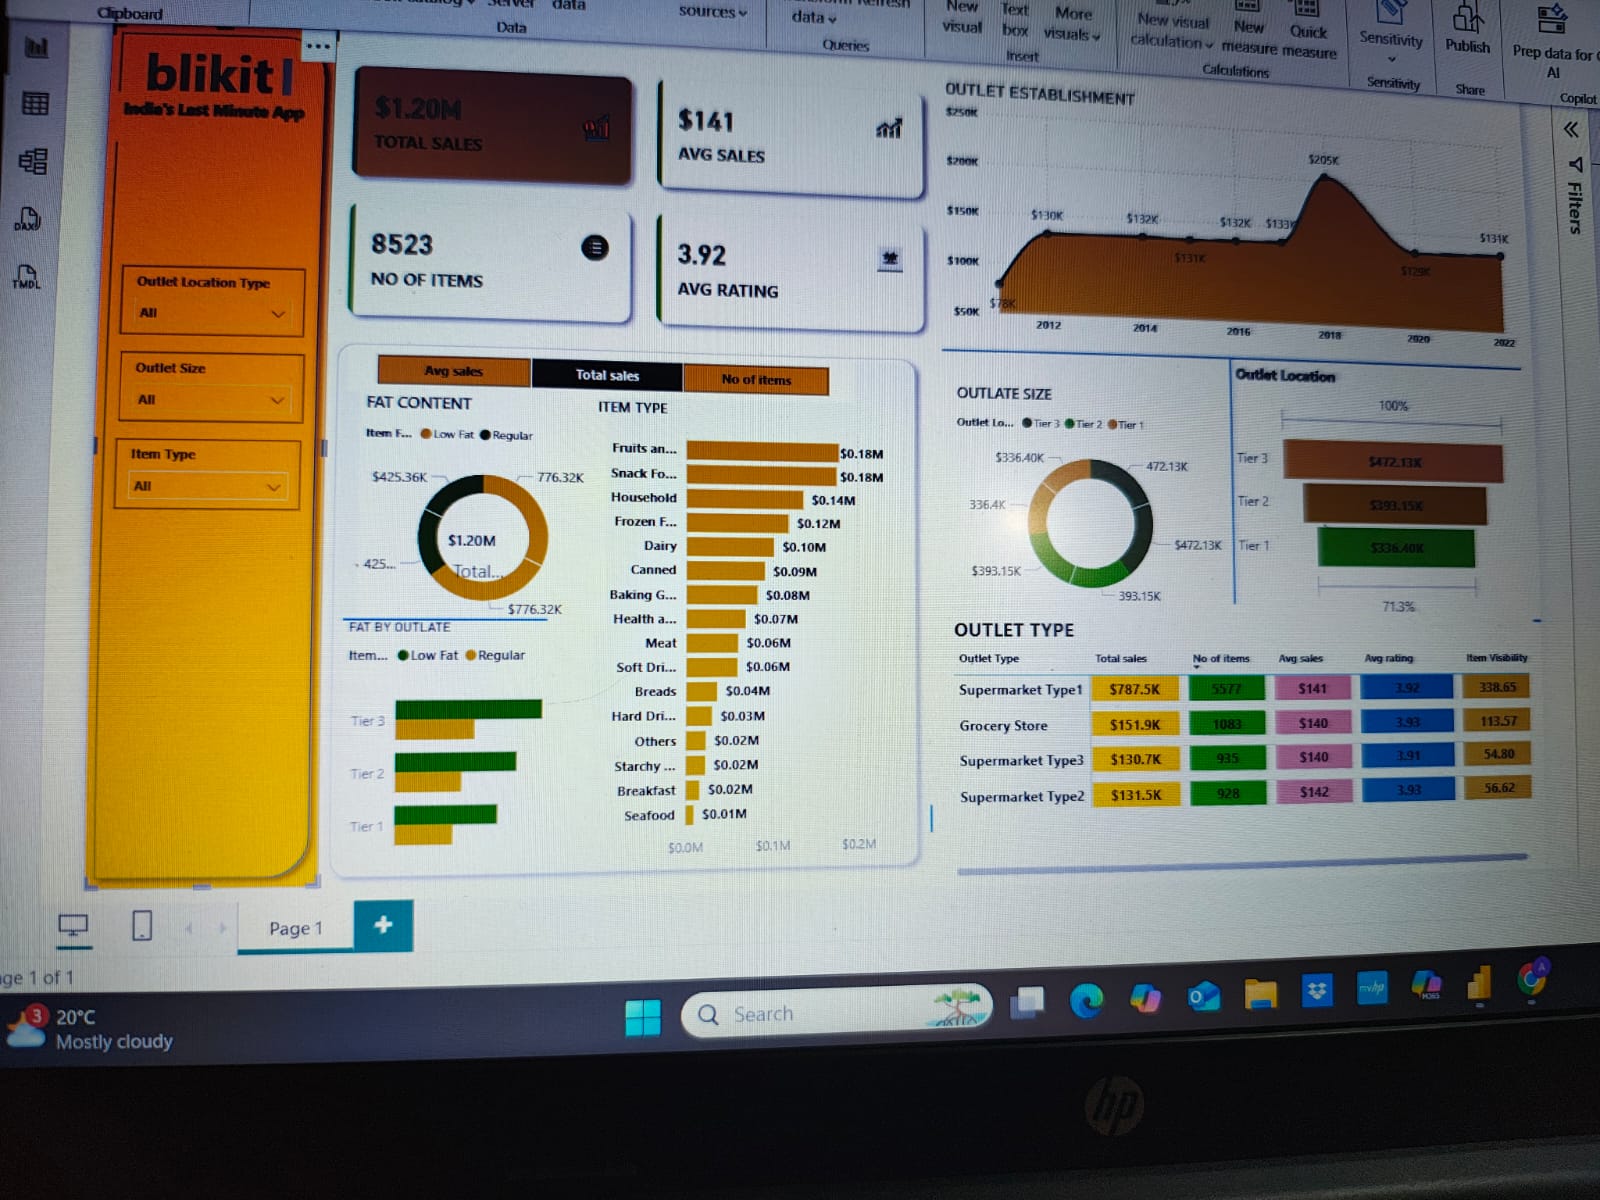 Clipboard
Server
data
Data
sources
data
Queries
New visual
Text box
More visuals
Insert
New visual calculation
New measure
Quick measure
Calculations
Sensitivity
Sensitivity
Publish
Share
Prep data for
AI
Copilot
DAX
TMDL
blikit
India's Last Minute App
Outlet Location Type
All
Outlet Size
All
Item Type
All
$1.20M
TOTAL SALES
$141
AVG SALES
8523
NO OF ITEMS
3.92
AVG RATING
OUTLET ESTABLISHMENT
$250K
$200K
$150K
$100K
$50K
$78K
$130K
$132K
$131K
$132K
$133K
$205K
$129K
$131K
2012
2014
2016
2018
2020
2022
Filters
Avg sales
Total sales
No of items
FAT CONTENT
Item F... Low Fat Regular
$425.36K
776.32K
$1.20M
Total...
425...
$776.32K
FAT BY OUTLATE
Item... Low Fat Regular
Tier 3
Tier 2
Tier 1
ITEM TYPE
Fruits an... $0.18M
Snack Fo... $0.18M
Household $0.14M
Frozen F... $0.12M
Dairy $0.10M
Canned $0.09M
Baking G... $0.08M
Health a... $0.07M
Meat $0.06M
Soft Dri... $0.06M
Breads $0.04M
Hard Dri... $0.03M
Others $0.02M
Starchy ... $0.02M
Breakfast $0.02M
Seafood $0.01M
$0.0M $0.1M $0.2M
OUTLATE SIZE
Outlet Lo... Tier 3 Tier 2 Tier 1
$336.40K
472.13K
336.4K
$472.13K
$393.15K
393.15K
Outlet Location
100%
Tier 3 $472.13K
Tier 2 $393.15K
Tier 1 $336.40K
71.3%
OUTLET TYPE
Outlet Type Total sales No of items Avg sales Avg rating Item Visibility
Supermarket Type1 $787.5K 5577 $141 3.92 338.65
Grocery Store $151.9K 1083 $140 3.93 113.57
Supermarket Type3 $130.7K 935 $140 3.91 54.80
Supermarket Type2 $131.5K 928 $142 3.93 56.62
Page 1
ge 1 of 1
3
20°C
Mostly cloudy
Search
myhp
M365
A
hp